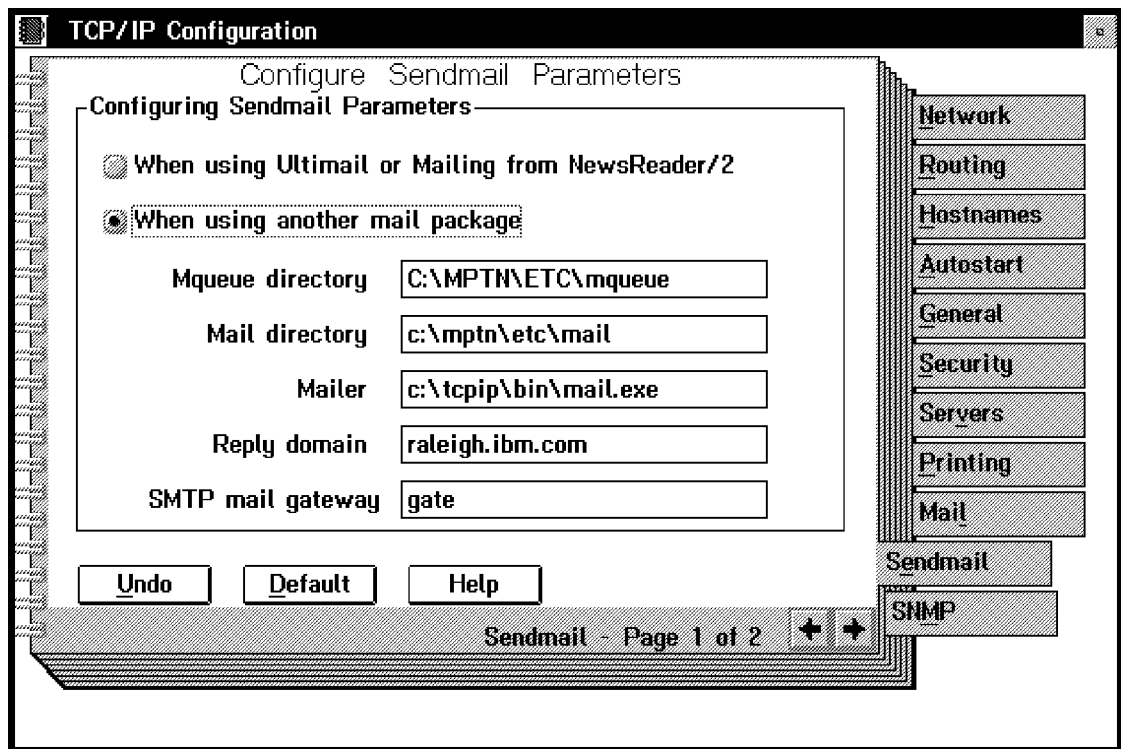 TCP/IP Configuration
Configure Sendmail Parameters
Configuring Sendmail Parameters
When using Ultimail or Mailing from NewsReader/2
When using another mail package
Mqueue directory C:\MPTN\ETC\mqueue
Mail directory c:\mptn\etc\mail
Mailer c:\tcpip\bin\mail.exe
Reply domain raleigh.ibm.com
SMTP mail gateway gate
Undo Default Help
Sendmail - Page 1 of 2
Network
Routing
Hostnames
Autostart
General
Security
Servers
Printing
Mail
Sendmail
SNMP